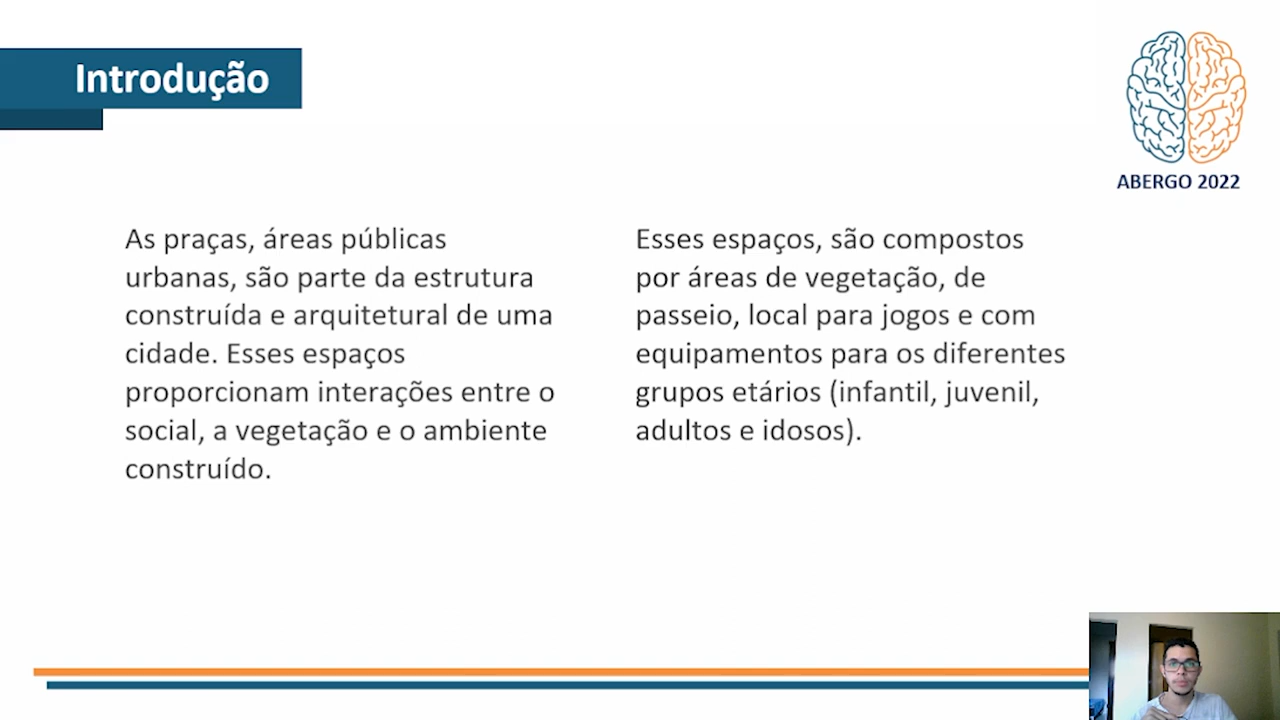 Introdução
ABERGO 2022
As praças, áreas públicas
urbanas, são parte da estrutura
construída e arquitetural de uma
cidade. Esses espaços
proporcionam interações entre o
social, a vegetação e o ambiente
construído.
Esses espaços, são compostos
por áreas de vegetação, de
passeio, local para jogos e com
equipamentos para os diferentes
grupos etários (infantil, juvenil,
adultos e idosos).